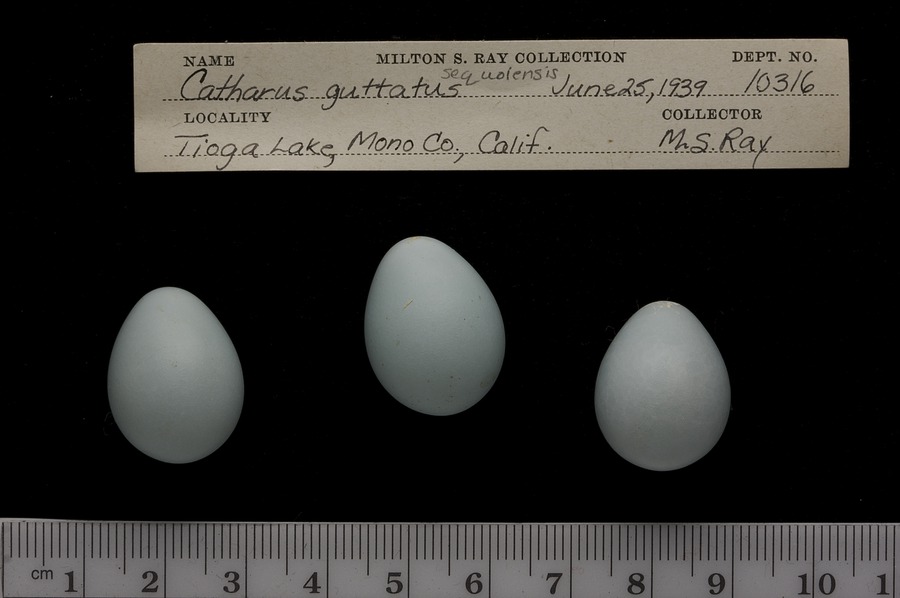 NAME MILTON S. RAY COLLECTION DEPT. NO.
sequoiensis
Catharus guttatus June 25, 1939 10316
LOCALITY COLLECTOR
Tioga Lake, Mono Co., Calif. M.S. Ray
cm 1 2 3 4 5 6 7 8 9 10 1